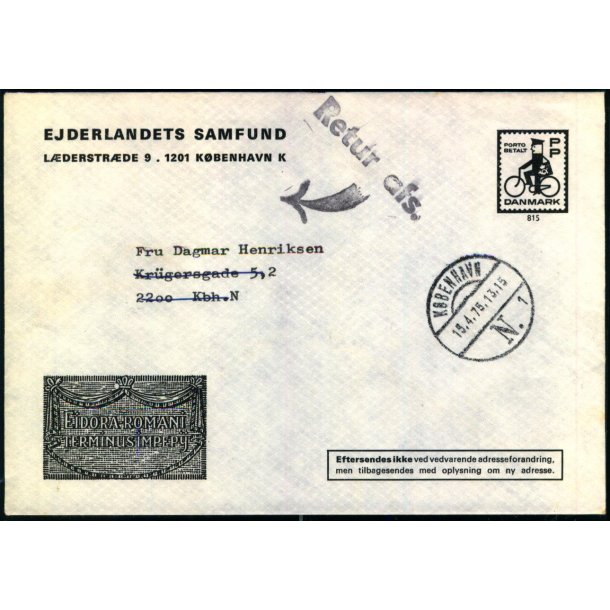 EJDERLANDETS SAMFUND
LÆDERSTRÆDE 9 . 1201 KØBENHAVN K
Retur afs.
PORTO
BETALT
P
P
DANMARK
815
Fru Dagmar Henriksen
Krügersgade 5,2
2200 Kbh.N
KØBENHAVN
15.4.75.13,15
N. 1
EIDORA·ROMANI
TERMINUS IMPEPY
Eftersendes ikke ved vedvarende adresseforandring,
men tilbagesendes med oplysning om ny adresse.